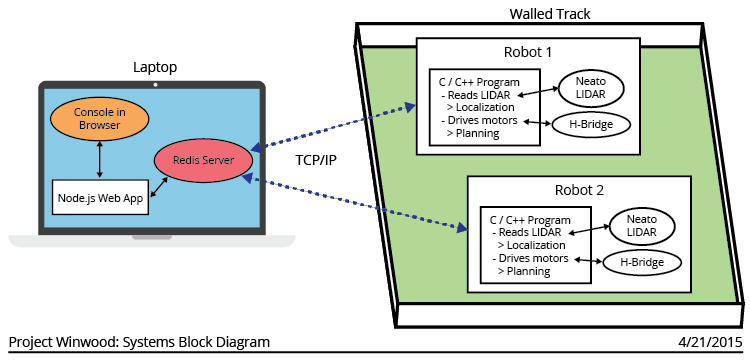 Walled Track
Laptop
Console in
Browser
Redis Server
Node.js Web App
TCP/IP
Robot 1
C / C++ Program
- Reads LIDAR
> Localization
- Drives motors
> Planning
Neato
LIDAR
H-Bridge
Robot 2
C / C++ Program
- Reads LIDAR
> Localization
- Drives motors
> Planning
Neato
LIDAR
H-Bridge
Project Winwood: Systems Block Diagram
4/21/2015